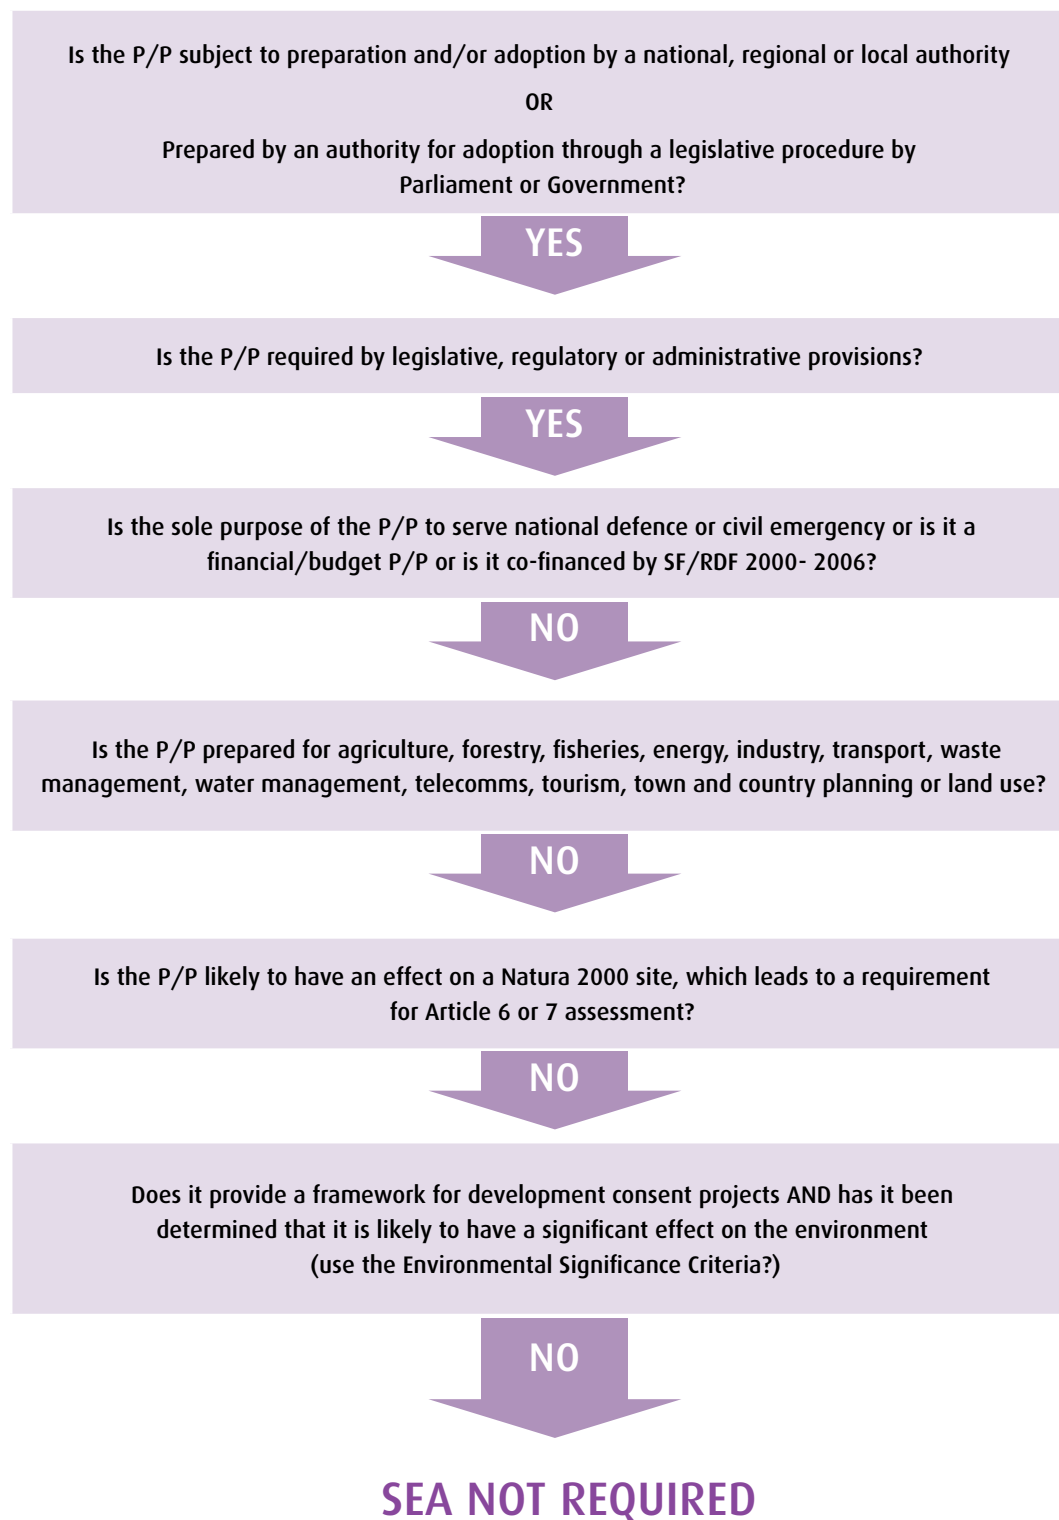 Is the P/P subject to preparation and/or adoption by a national, regional or local authority
OR
Prepared by an authority for adoption through a legislative procedure by
Parliament or Government?
YES
Is the P/P required by legislative, regulatory or administrative provisions?
YES
Is the sole purpose of the P/P to serve national defence or civil emergency or is it a
financial/budget P/P or is it co-financed by SF/RDF 2000- 2006?
NO
Is the P/P prepared for agriculture, forestry, fisheries, energy, industry, transport, waste
management, water management, telecomms, tourism, town and country planning or land use?
NO
Is the P/P likely to have an effect on a Natura 2000 site, which leads to a requirement
for Article 6 or 7 assessment?
NO
Does it provide a framework for development consent projects AND has it been
determined that it is likely to have a significant effect on the environment
(use the Environmental Significance Criteria?)
NO
SEA NOT REQUIRED